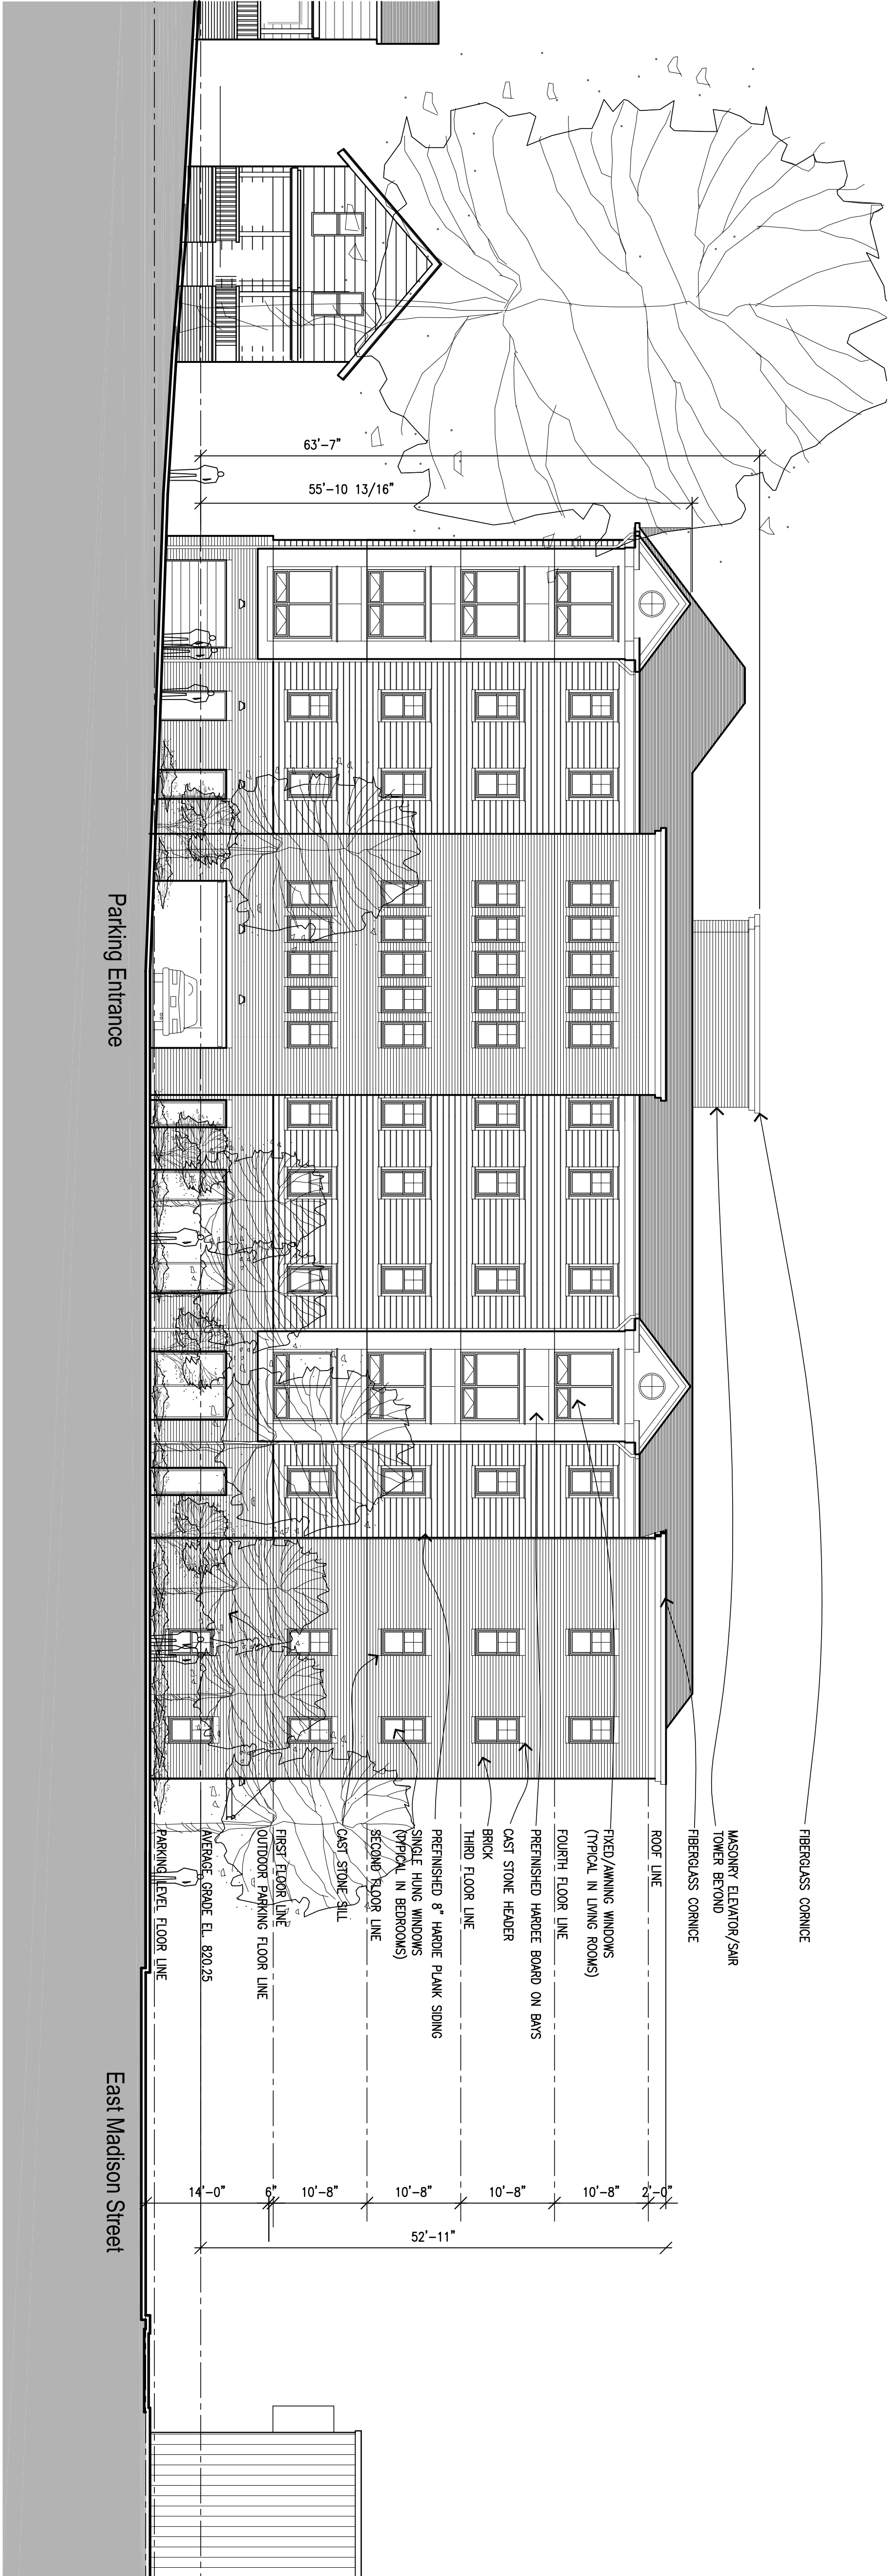 63'-7"
55'-10 13/16"
FIBERGLASS CORNICE
MASONRY ELEVATOR/SAIR
TOWER BEYOND
FIBERGLASS CORNICE
ROOF LINE
FIXED/AWNING WINDOWS
(TYPICAL IN LIVING ROOMS)
FOURTH FLOOR LINE
PREFINISHED HARDEE BOARD ON BAYS
CAST STONE HEADER
BRICK
THIRD FLOOR LINE
PREFINISHED 8" HARDIE PLANK SIDING
SINGLE HUNG WINDOWS
(TYPICAL IN BEDROOMS)
SECOND FLOOR LINE
CAST STONE SILL
FIRST FLOOR LINE
OUTDOOR PARKING FLOOR LINE
AVERAGE GRADE EL. 820.25
PARKING LEVEL FLOOR LINE
2'-0"
10'-8"
10'-8"
10'-8"
10'-8"
6"
14'-0"
52'-11"
Parking Entrance
East Madison Street